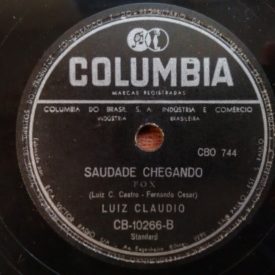 COLUMBIA
MARCAS REGISTRADAS
COLUMBIA DO BRASIL S. A. INDÚSTRIA E COMÉRCIO
INDÚSTRIA BRASILEIRA
CBO 744
SAUDADE CHEGANDO
FOX
(Luiz C. Castro - Fernando Cesar)
LUIZ CLAUDIO
CB-10266-B
Standard